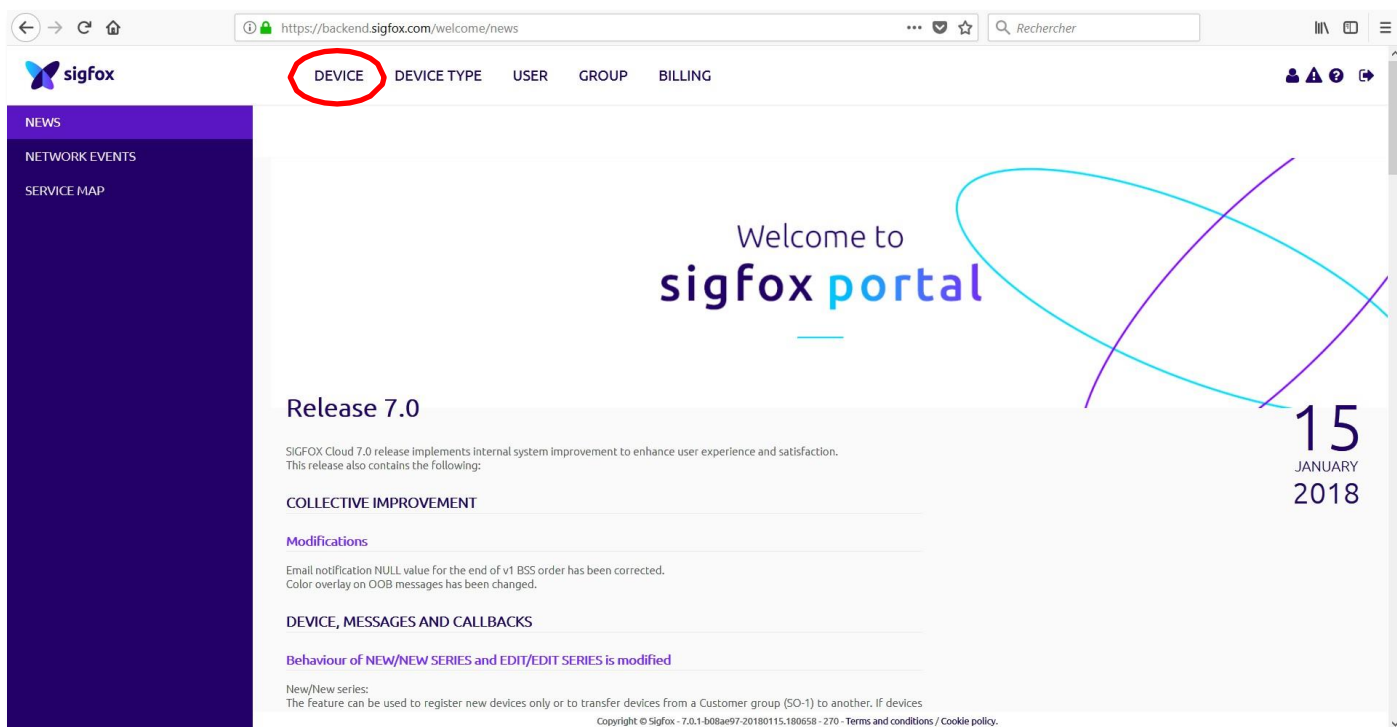 https://backend.sigfox.com/welcome/news
Rechercher
sigfox
DEVICE
DEVICE TYPE
USER
GROUP
BILLING
NEWS
NETWORK EVENTS
SERVICE MAP
Welcome to
sigfox portal
Release 7.0
15
JANUARY
2018
SIGFOX Cloud 7.0 release implements internal system improvement to enhance user experience and satisfaction.
This release also contains the following:
COLLECTIVE IMPROVEMENT
Modifications
Email notification NULL value for the end of v1 BSS order has been corrected.
Color overlay on OOB messages has been changed.
DEVICE, MESSAGES AND CALLBACKS
Behaviour of NEW/NEW SERIES and EDIT/EDIT SERIES is modified
New/New series:
The feature can be used to register new devices only or to transfer devices from a Customer group (SO-1) to another. If devices
Copyright © Sigfox - 7.0.1-b08ae97-20180115.180658 - 270 - Terms and conditions / Cookie policy.